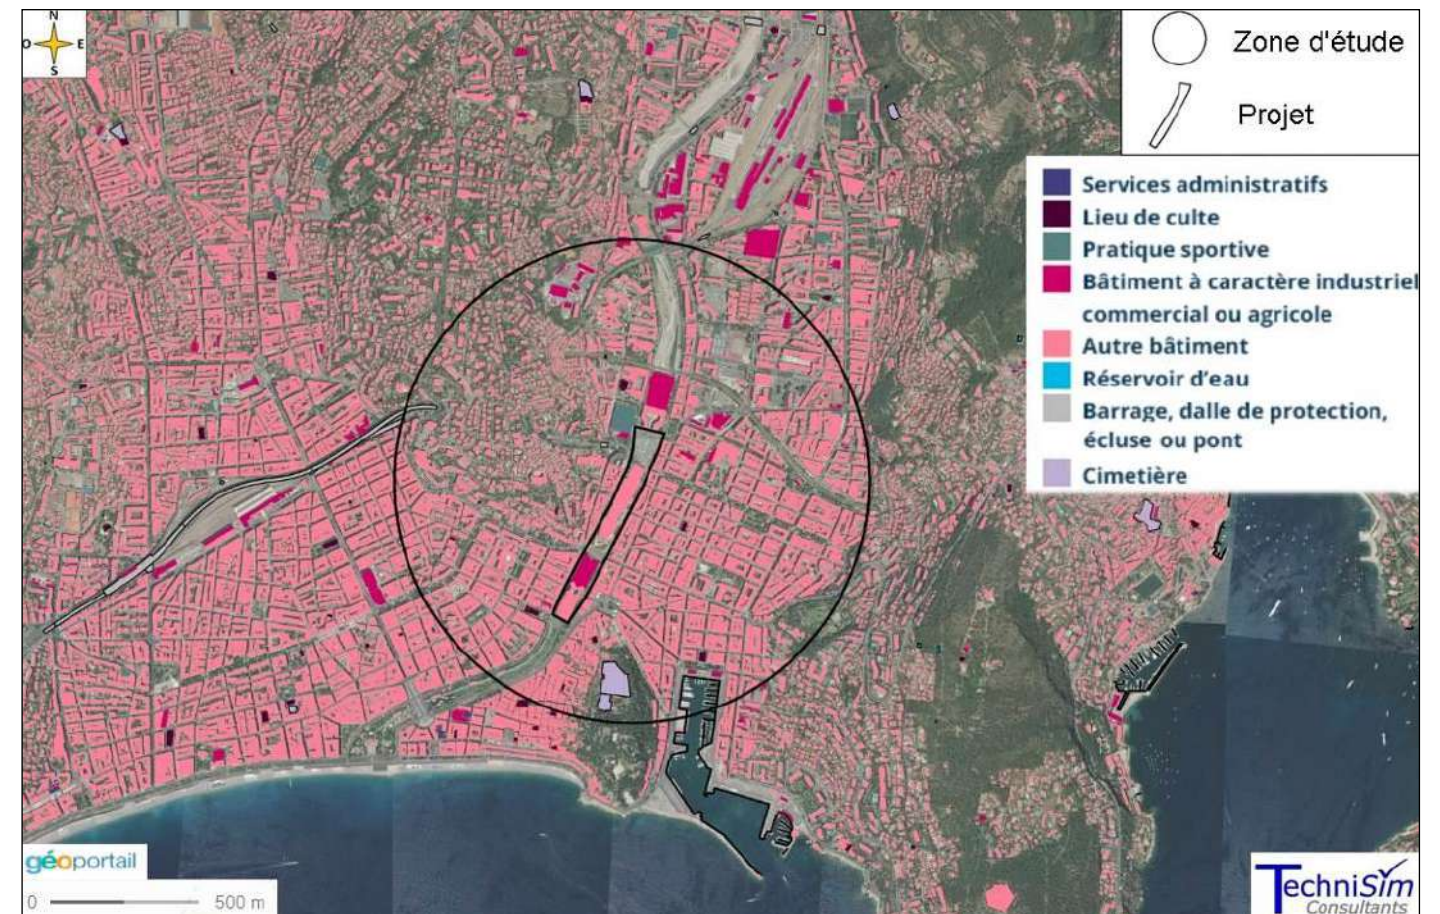 N
O E
S
Zone d'étude
Projet
Services administratifs
Lieu de culte
Pratique sportive
Bâtiment à caractère industriel
commercial ou agricole
Autre bâtiment
Réservoir d'eau
Barrage, dalle de protection,
écluse ou pont
Cimetière
géoportail
0 500 m
TechniSim
Consultants